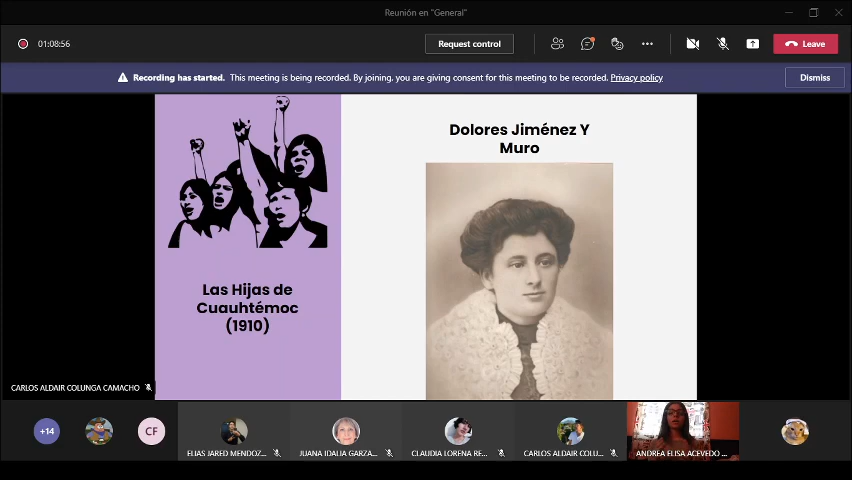 Reunión en "General"
01:08:56
Request control
Leave
Recording has started. This meeting is being recorded. By joining, you are giving consent for this meeting to be recorded. Privacy policy
Dismiss
Dolores Jiménez Y
Muro
Las Hijas de
Cuauhtémoc
(1910)
CARLOS ALDAIR COLUNGA CAMACHO
+14
CF
ELIAS JARED MENDOZ...
JUANA IDALIA GARZA...
CLAUDIA LORENA RE...
CARLOS ALDAIR COLU...
ANDREA ELISA ACEVEDO ...